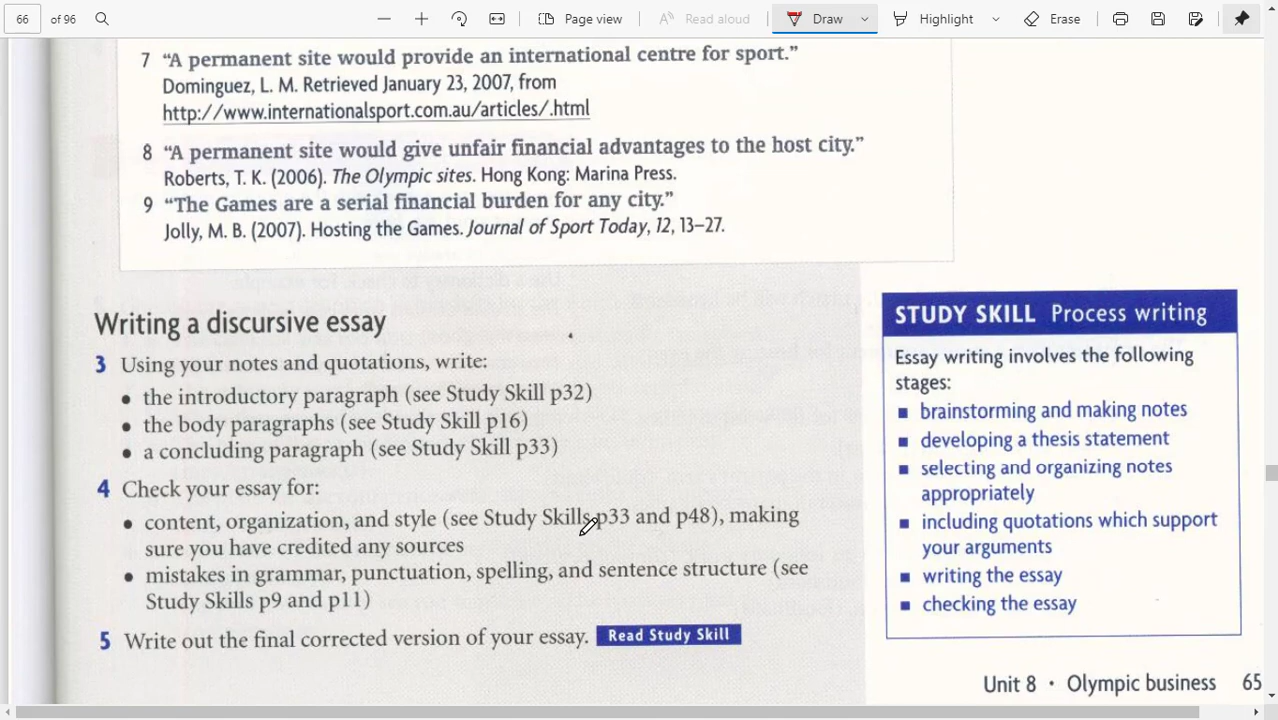 66 of 96
Page view
Read aloud
Draw
Highlight
Erase
7 “A permanent site would provide an international centre for sport.”
Dominguez, L. M. Retrieved January 23, 2007, from
http://www.internationalsport.com.au/articles/.html
8 “A permanent site would give unfair financial advantages to the host city.”
Roberts, T. K. (2006). The Olympic sites. Hong Kong: Marina Press.
9 “The Games are a serial financial burden for any city.”
Jolly, M. B. (2007). Hosting the Games. Journal of Sport Today, 12, 13–27.
Writing a discursive essay
3 Using your notes and quotations, write:
• the introductory paragraph (see Study Skill p32)
• the body paragraphs (see Study Skill p16)
• a concluding paragraph (see Study Skill p33)
4 Check your essay for:
• content, organization, and style (see Study Skills p33 and p48), making
sure you have credited any sources
• mistakes in grammar, punctuation, spelling, and sentence structure (see
Study Skills p9 and p11)
5 Write out the final corrected version of your essay. Read Study Skill
STUDY SKILL Process writing
Essay writing involves the following
stages:
■ brainstorming and making notes
■ developing a thesis statement
■ selecting and organizing notes
appropriately
■ including quotations which support
your arguments
■ writing the essay
■ checking the essay
Unit 8 • Olympic business 65